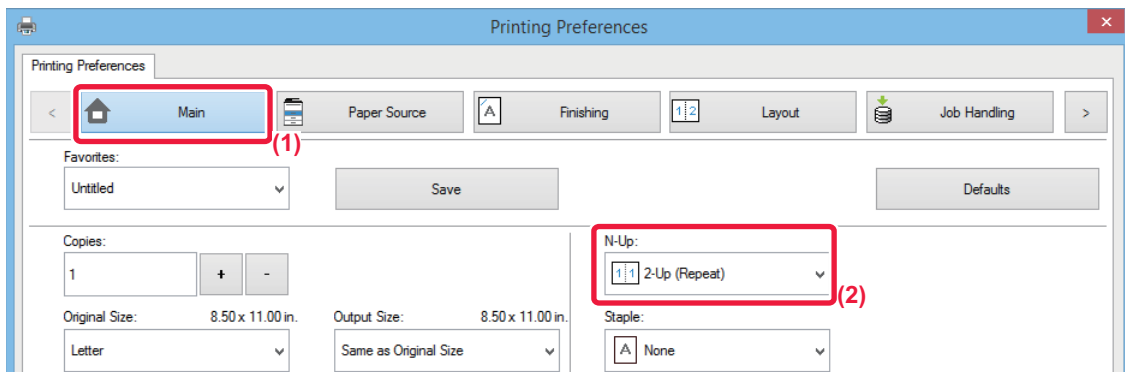 Printing Preferences
×
Printing Preferences
< Main Paper Source A Finishing 1 2 Layout Job Handling >
(1)
Favorites:
Untitled Save Defaults
Copies: N-Up:
1 + - 1 1 2-Up (Repeat)
(2)
Original Size: 8.50 x 11.00 in. Output Size: 8.50 x 11.00 in. Staple:
Letter Same as Original Size A None